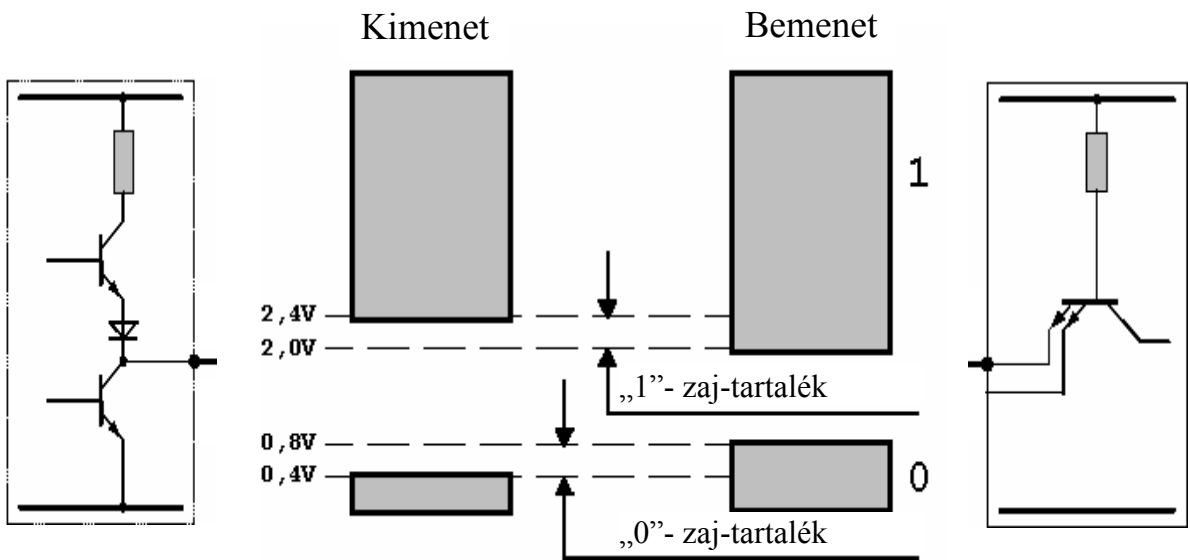 Kimenet
Bemenet
1
2,4V
2,0V
„1”- zaj-tartalék
0,8V
0,4V
0
„0”- zaj-tartalék